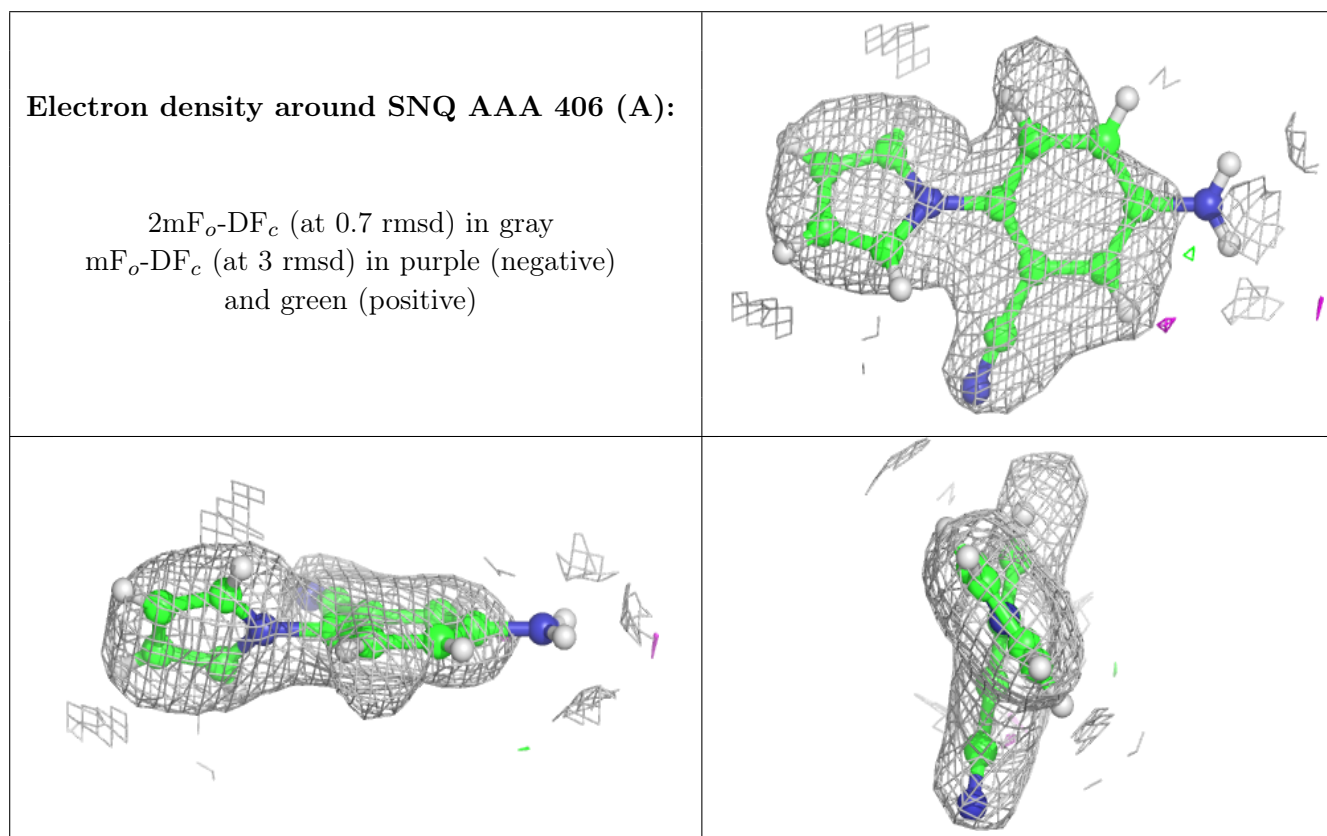 Electron density around SNQ AAA 406 (A):
2mFₒ-DF𝒸 (at 0.7 rmsd) in gray
mFₒ-DF𝒸 (at 3 rmsd) in purple (negative)
and green (positive)